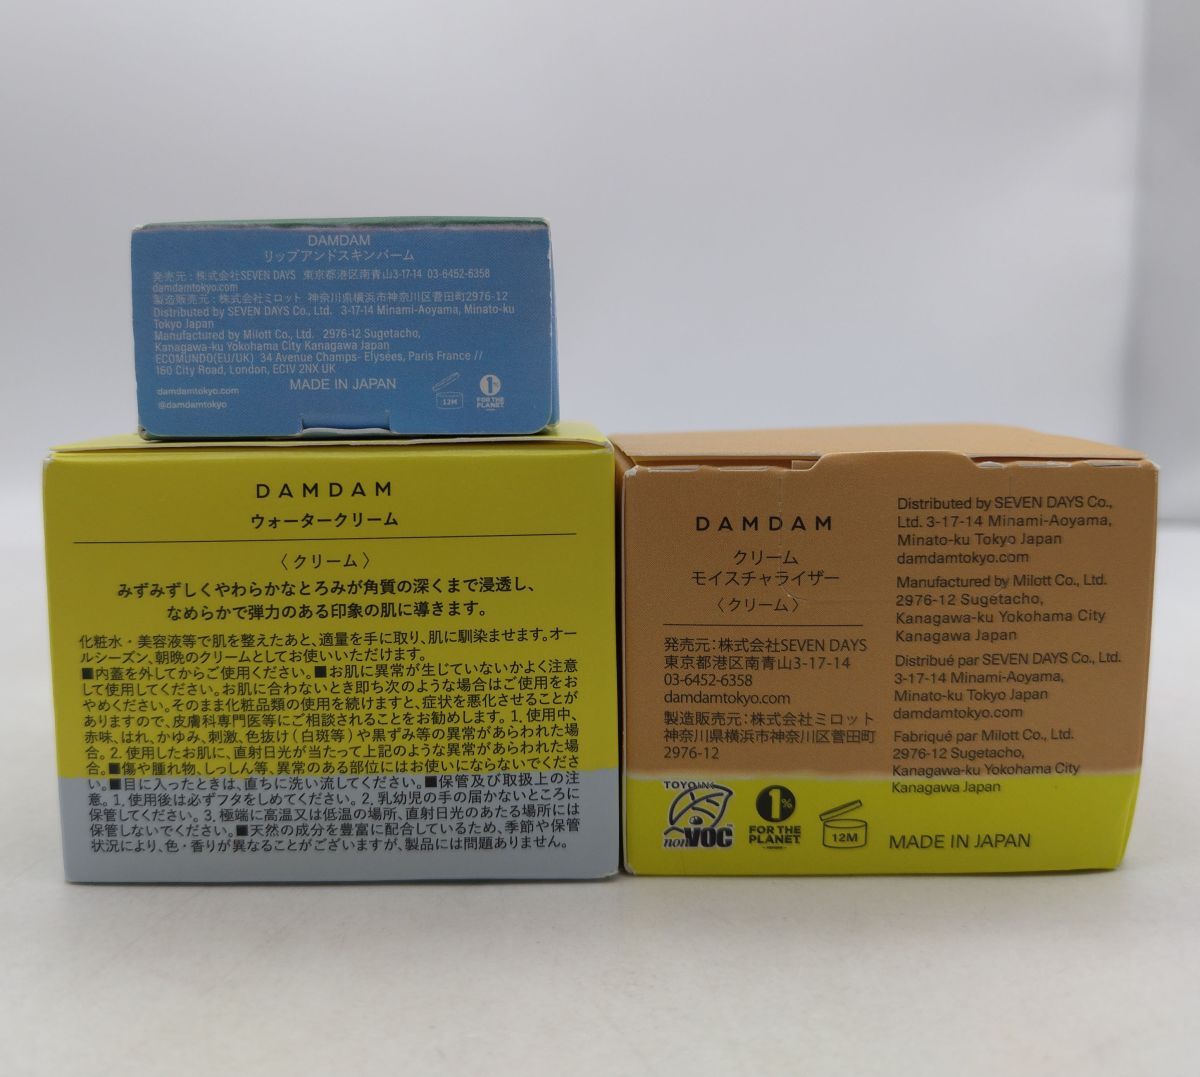 DAMDAM
リップアンドスキンバーム
発売元：株式会社SEVEN DAYS 東京都港区南青山3-17-14 03-6452-6358
damdamtokyo.com
製造販売元：株式会社ミロット 神奈川県横浜市神奈川区菅田町2976-12
Distributed by SEVEN DAYS Co., Ltd. 3-17-14 Minami-Aoyama, Minato-ku
Tokyo Japan
Manufactured by Milott Co., Ltd. 2976-12 Sugetacho,
Kanagawa-ku Yokohama City Kanagawa Japan
ECOMUNDO(EU/UK) 34 Avenue Champs- Elysées, Paris France //
160 City Road, London, EC1V 2NX UK
MADE IN JAPAN
damdamtokyo.com
@damdamtokyo
12M
1%
FOR THE
PLANET
DAMDAM
ウォータークリーム
〈クリーム〉
みずみずしくやわらかなとろみが角質の深くまで浸透し、
なめらかで弾力のある印象の肌に導きます。
化粧水・美容液等で肌を整えたあと、適量を手に取り、肌に馴染ませます。オー
ルシーズン、朝晩のクリームとしてお使いいただけます。
■内蓋を外してからご使用ください。■お肌に異常が生じていないかよく注意
して使用してください。お肌に合わないとき即ち次のような場合はご使用をお
やめください。そのまま化粧品類の使用を続けますと、症状を悪化させることが
ありますので、皮膚科専門医等にご相談されることをお勧めします。1. 使用中、
赤味、はれ、かゆみ、刺激、色抜け（白斑等）や黒ずみ等の異常があらわれた場
合。2. 使用したお肌に、直射日光が当たって上記のような異常があらわれた場
合。■傷や腫れ物、しっしん等、異常のある部位にはお使いにならないでくださ
い。■目に入ったときは、直ちに洗い流してください。■保管及び取扱上の注
意。1. 使用後は必ずフタをしめてください。2. 乳幼児の手の届かないところに
保管してください。3. 極端に高温又は低温の場所、直射日光のあたる場所には
保管しないでください。■天然の成分を豊富に配合しているため、季節や保管
状況により、色・香りが異なることがございますが、製品には問題ありません。
DAMDAM
クリーム
モイスチャライザー
〈クリーム〉
発売元：株式会社SEVEN DAYS
東京都港区南青山3-17-14
03-6452-6358
damdamtokyo.com
製造販売元：株式会社ミロット
神奈川県横浜市神奈川区菅田町
2976-12
Distributed by SEVEN DAYS Co.,
Ltd. 3-17-14 Minami-Aoyama,
Minato-ku Tokyo Japan
damdamtokyo.com
Manufactured by Milott Co., Ltd.
2976-12 Sugetacho,
Kanagawa-ku Yokohama City
Kanagawa Japan
Distribué par SEVEN DAYS Co., Ltd.
3-17-14 Minami-Aoyama,
Minato-ku Tokyo Japan
damdamtokyo.com
Fabriqué par Milott Co., Ltd.
2976-12 Sugetacho,
Kanagawa-ku Yokohama City
Kanagawa Japan
TOYO INK
nonVOC
1%
FOR THE
PLANET
12M
MADE IN JAPAN